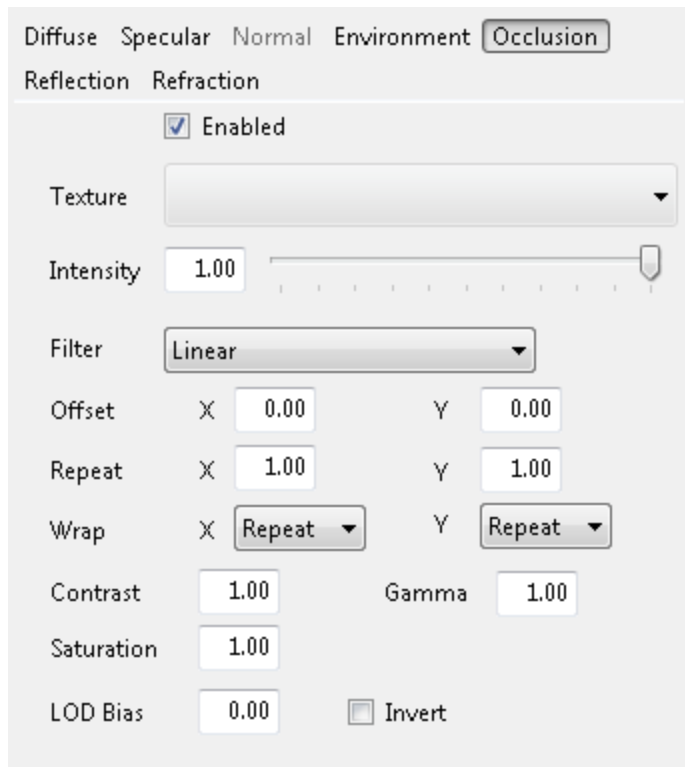 Diffuse Specular Normal Environment Occlusion
Reflection Refraction
Enabled
Texture
Intensity 1.00
Filter Linear
Offset X 0.00 Y 0.00
Repeat X 1.00 Y 1.00
Wrap X Repeat Y Repeat
Contrast 1.00 Gamma 1.00
Saturation 1.00
LOD Bias 0.00 Invert